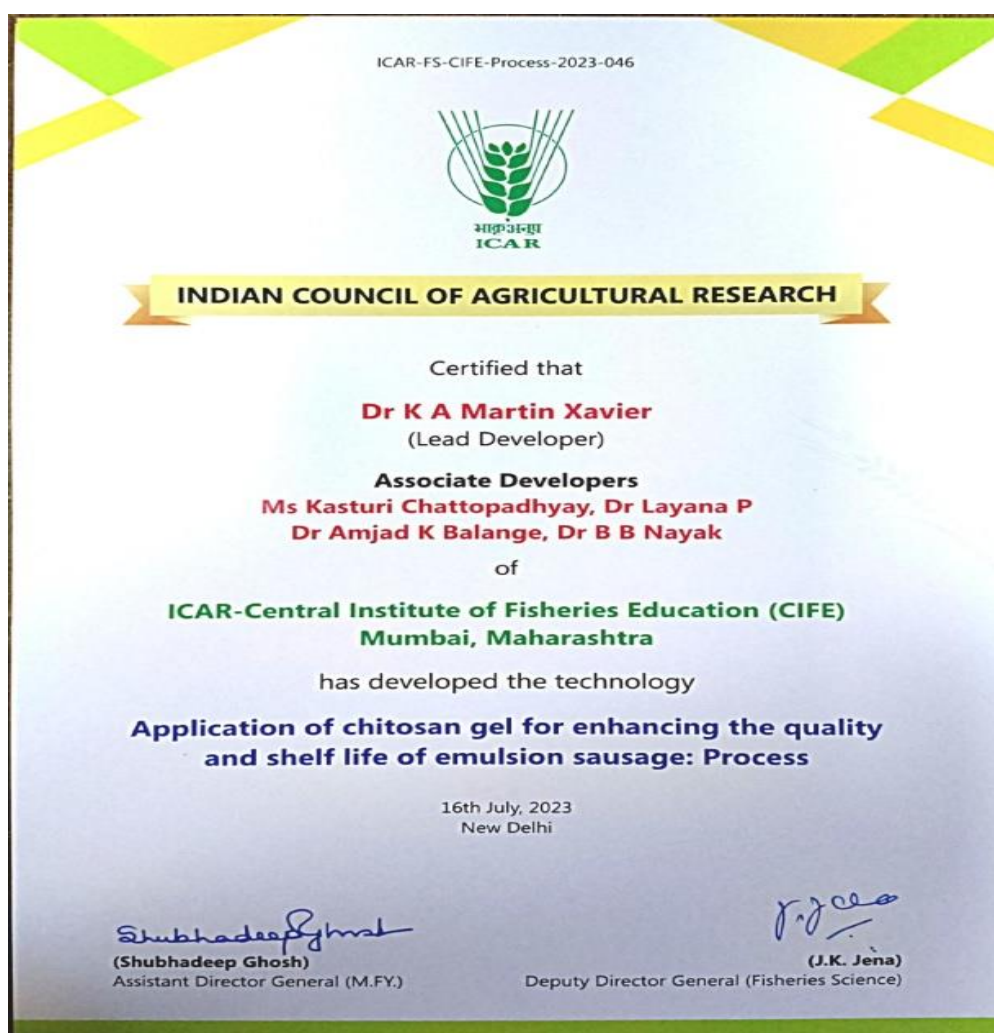 ICAR-FS-CIFE-Process-2023-046
भाकृअनुप
ICAR
INDIAN COUNCIL OF AGRICULTURAL RESEARCH
Certified that
Dr K A Martin Xavier
(Lead Developer)
Associate Developers
Ms Kasturi Chattopadhyay, Dr Layana P
Dr Amjad K Balange, Dr B B Nayak
of
ICAR-Central Institute of Fisheries Education (CIFE)
Mumbai, Maharashtra
has developed the technology
Application of chitosan gel for enhancing the quality
and shelf life of emulsion sausage: Process
16th July, 2023
New Delhi
Shubhadeep Ghosh
(Shubhadeep Ghosh)
Assistant Director General (M.FY.)
(J.K. Jena)
Deputy Director General (Fisheries Science)